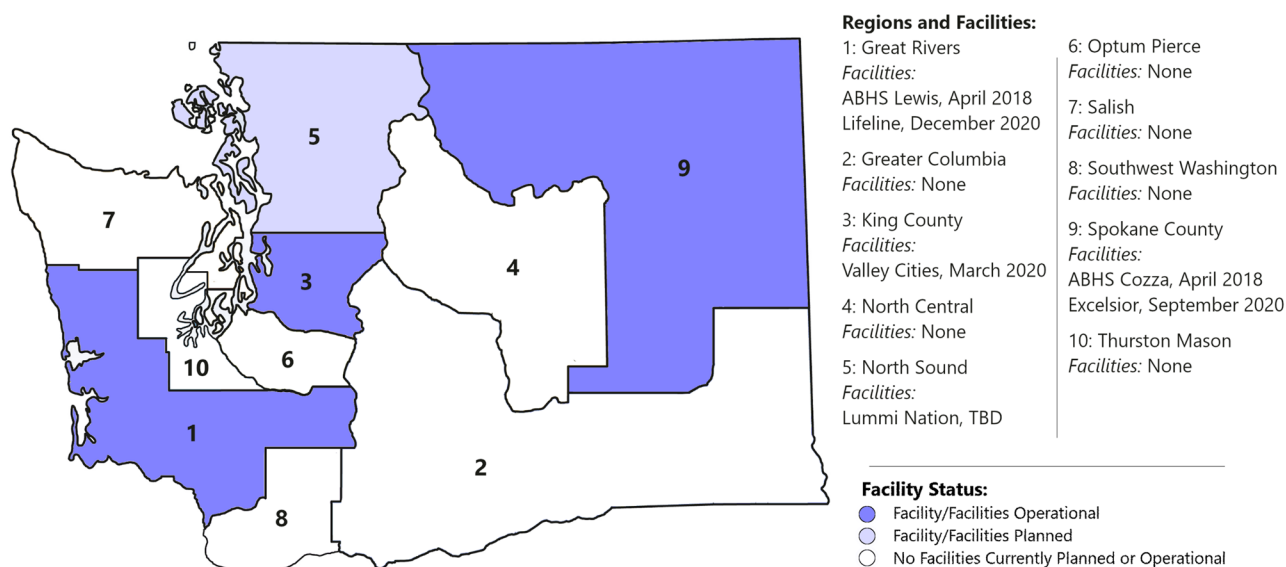 5
9
7
4
3
6
10
1
2
8
Regions and Facilities:
1: Great Rivers
Facilities:
ABHS Lewis, April 2018
Lifeline, December 2020
2: Greater Columbia
Facilities: None
3: King County
Facilities:
Valley Cities, March 2020
4: North Central
Facilities: None
5: North Sound
Facilities:
Lummi Nation, TBD
6: Optum Pierce
Facilities: None
7: Salish
Facilities: None
8: Southwest Washington
Facilities: None
9: Spokane County
Facilities:
ABHS Cozza, April 2018
Excelsior, September 2020
10: Thurston Mason
Facilities: None
Facility Status:
Facility/Facilities Operational
Facility/Facilities Planned
No Facilities Currently Planned or Operational